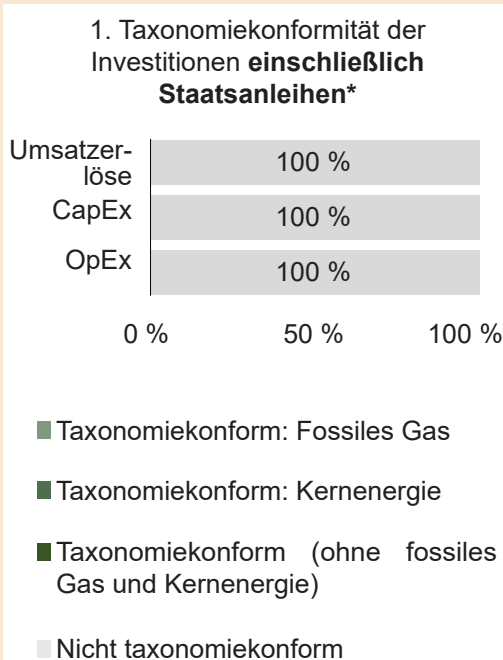 1. Taxonomiekonformität der
Investitionen einschließlich
Staatsanleihen*
Umsatzer-
löse
100 %
CapEx
100 %
OpEx
100 %
0 %
50 %
100 %
Taxonomiekonform: Fossiles Gas
Taxonomiekonform: Kernenergie
Taxonomiekonform (ohne fossiles
Gas und Kernenergie)
Nicht taxonomiekonform